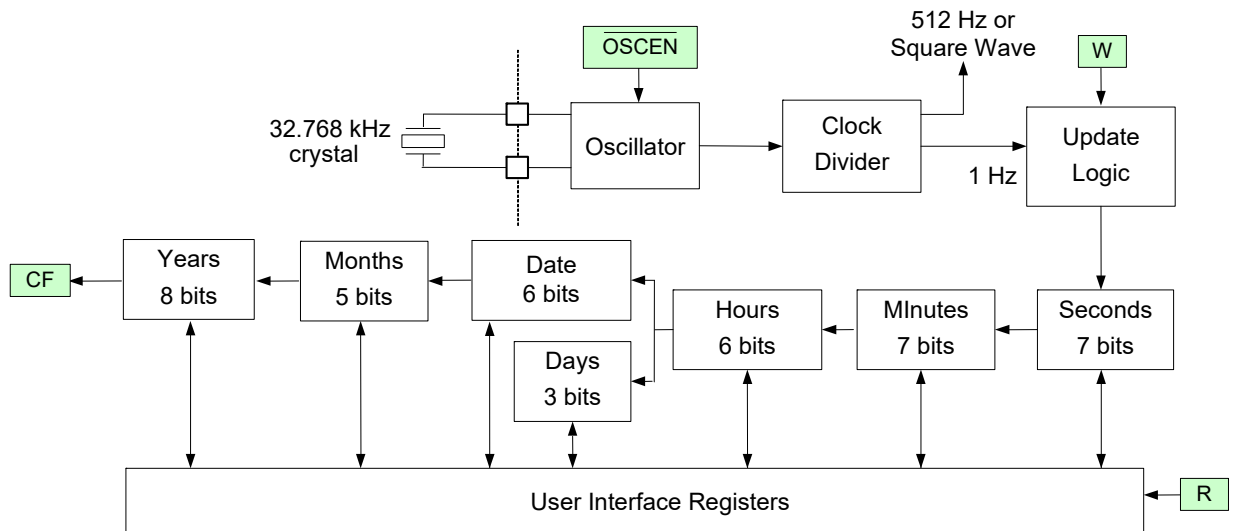 512 Hz or
Square Wave
OSCEN
W
32.768 kHz
crystal
Oscillator
Clock
Divider
1 Hz
Update
Logic
CF
Years
8 bits
Months
5 bits
Date
6 bits
Days
3 bits
Hours
6 bits
MInutes
7 bits
Seconds
7 bits
User Interface Registers
R